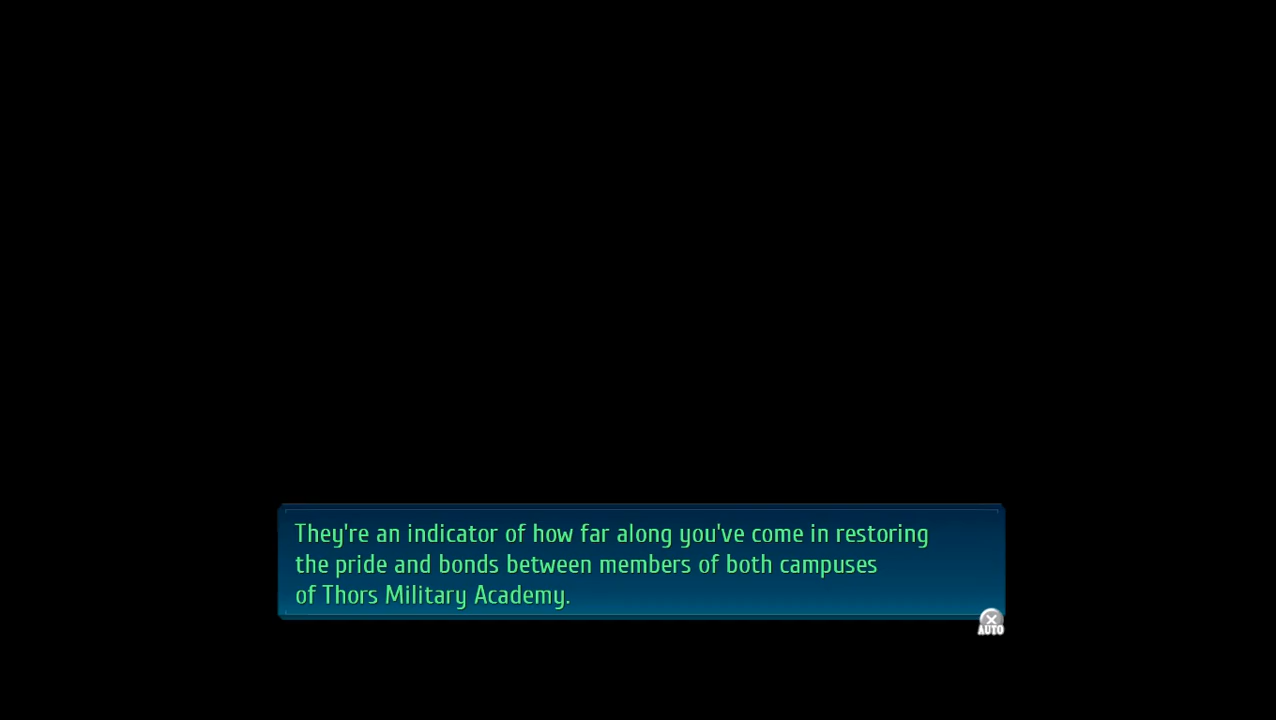 They're an indicator of how far along you've come in restoring
the pride and bonds between members of both campuses
of Thors Military Academy.
AUTO